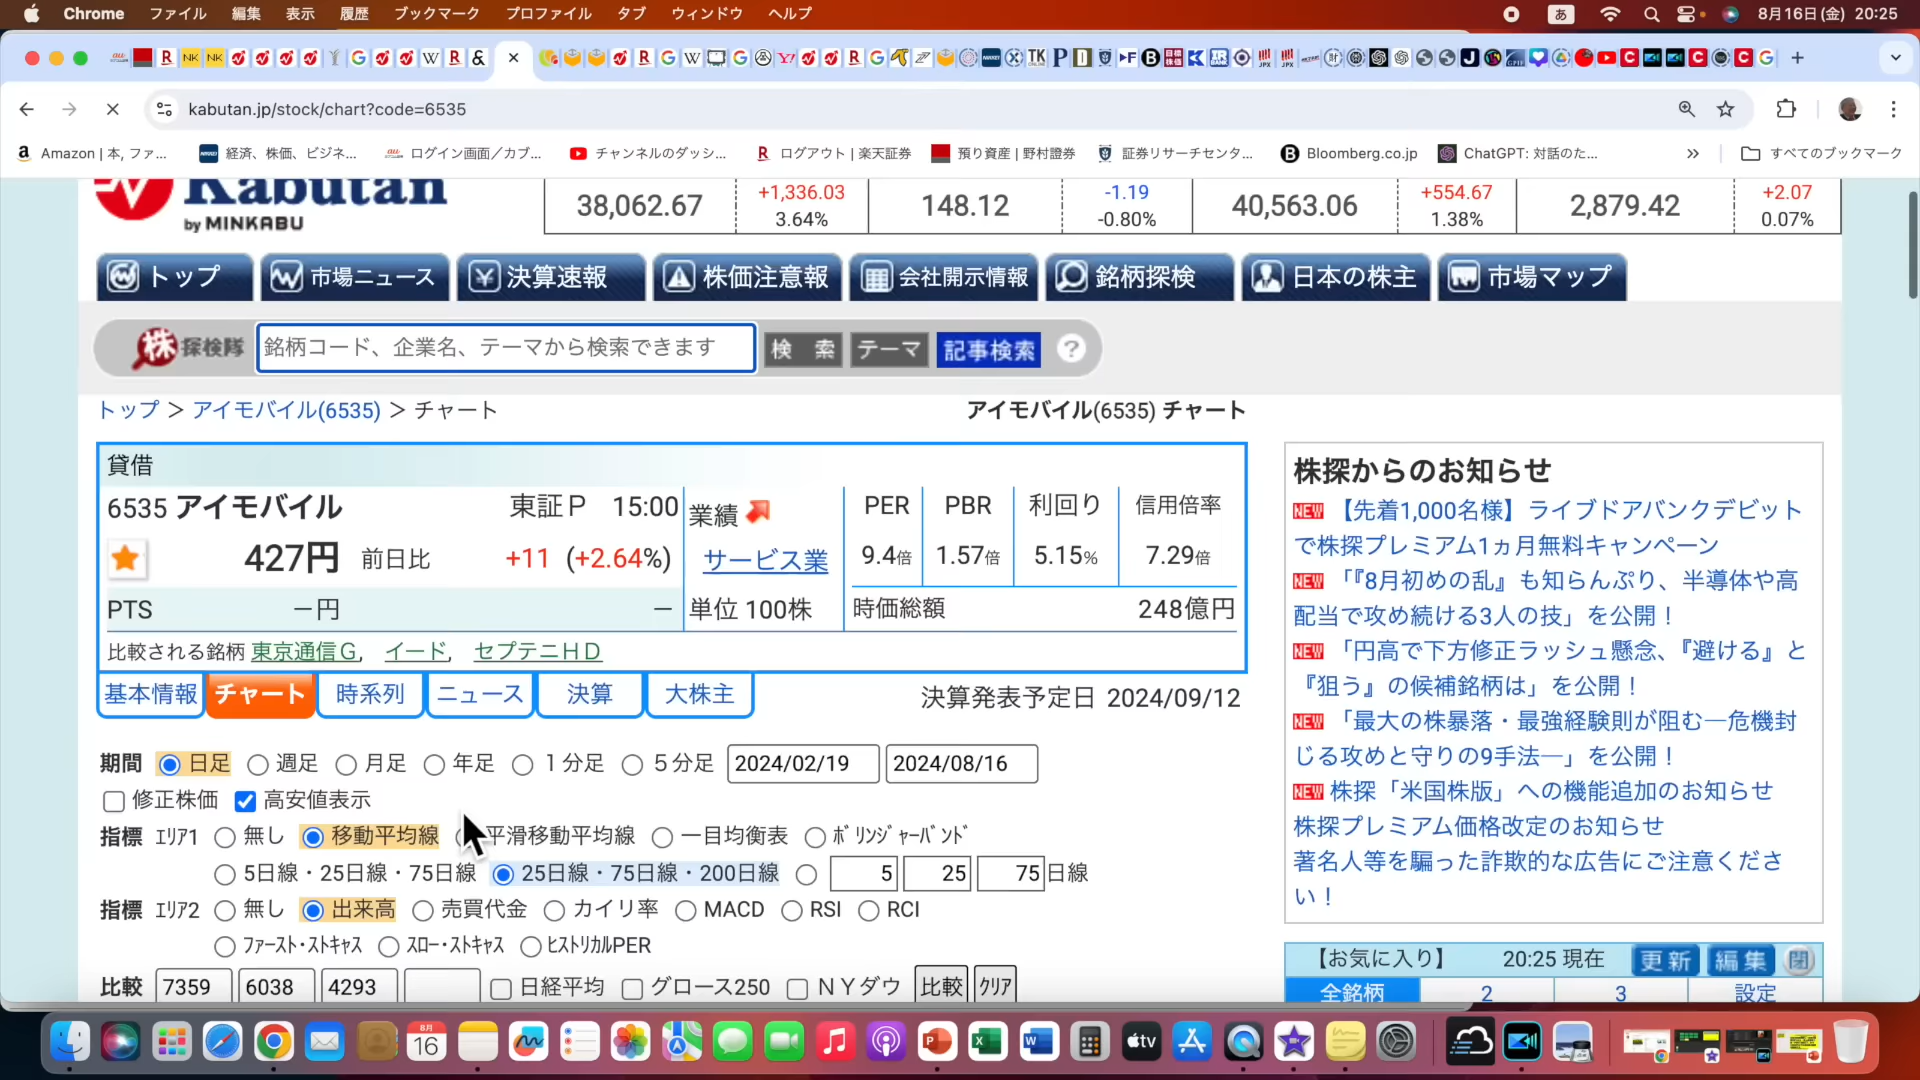 Chrome ファイル 編集 表示 履歴 ブックマーク プロファイル タブ ウィンドウ ヘルプ あ 8月16日(金) 20:25
kabutan.jp/stock/chart?code=6535
Amazon | 本, ファ... 経済、株価、ビジネ... ログイン画面／カブ... チャンネルのダッシ... ログアウト | 楽天証券 預り資産 | 野村證券 証券リサーチセンタ... Bloomberg.co.jp ChatGPT: 対話のた... » すべてのブックマーク
Kabutan
by MINKABU
38,062.67 +1,336.03 3.64% 148.12 -1.19 -0.80% 40,563.06 +554.67 1.38% 2,879.42 +2.07 0.07%
トップ 市場ニュース 決算速報 株価注意報 会社開示情報 銘柄探検 日本の株主 市場マップ
株 探検隊 銘柄コード、企業名、テーマから検索できます 検 索 テーマ 記事検索 ?
トップ > アイモバイル(6535) > チャート アイモバイル(6535) チャート
貸借
6535 アイモバイル 東証Ｐ 15:00 業績 PER PBR 利回り 信用倍率
427円 前日比 +11 (+2.64%) サービス業 9.4倍 1.57倍 5.15% 7.29倍
PTS －円 － 単位 100株 時価総額 248億円
比較される銘柄 東京通信Ｇ, イード, セプテニＨＤ
基本情報 チャート 時系列 ニュース 決算 大株主 決算発表予定日 2024/09/12
期間 日足 週足 月足 年足 １分足 ５分足 2024/02/19 2024/08/16
修正株価 高安値表示
指標 ｴﾘｱ1 無し 移動平均線 平滑移動平均線 一目均衡表 ﾎﾞﾘﾝｼﾞｬｰﾊﾞﾝﾄﾞ
5日線・25日線・75日線 25日線・75日線・200日線 5 25 75 日線
指標 ｴﾘｱ2 無し 出来高 売買代金 カイリ率 MACD RSI RCI
ﾌｧｰｽﾄ・ｽﾄｷｬｽ ｽﾛｰ・ｽﾄｷｬｽ ﾋｽﾄﾘｶﾙPER
比較 7359 6038 4293 日経平均 グロース250 ＮＹダウ 比較 ｸﾘｱ
株探からのお知らせ
NEW 【先着1,000名様】ライブドアバンクデビット
で株探プレミアム1ヵ月無料キャンペーン
NEW 「『8月初めの乱』も知らんぷり、半導体や高
配当で攻め続ける3人の技」を公開！
NEW 「円高で下方修正ラッシュ懸念、『避ける』と
『狙う』の候補銘柄は」を公開！
NEW 「最大の株暴落・最強経験則が阻む―危機封
じる攻めと守りの9手法―」を公開！
NEW 株探「米国株版」への機能追加のお知らせ
株探プレミアム価格改定のお知らせ
著名人等を騙った詐欺的な広告にご注意くださ
い！
【お気に入り】 20:25 現在 更新 編集 閉
全銘柄 2 3 設定
8月
16